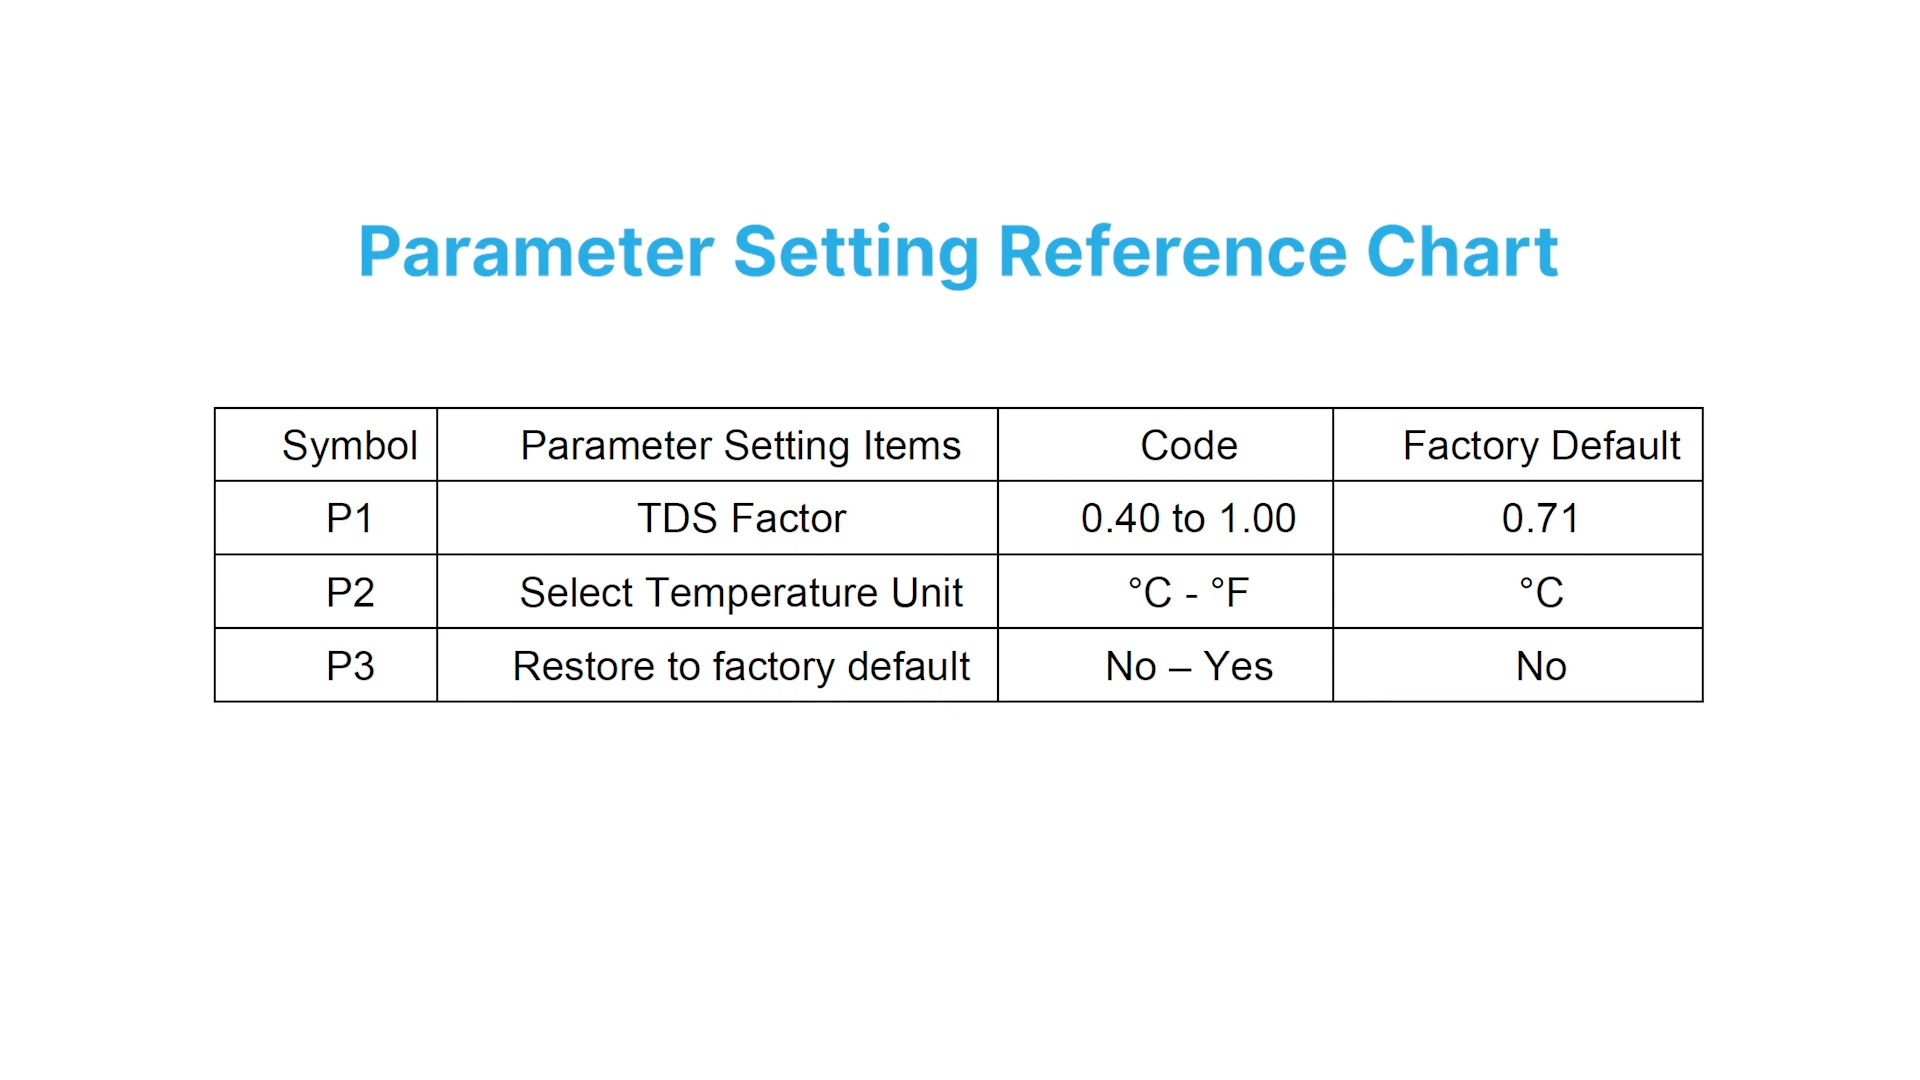 Parameter Setting Reference Chart
Symbol Parameter Setting Items Code Factory Default
P1 TDS Factor 0.40 to 1.00 0.71
P2 Select Temperature Unit °C - °F °C
P3 Restore to factory default No – Yes No